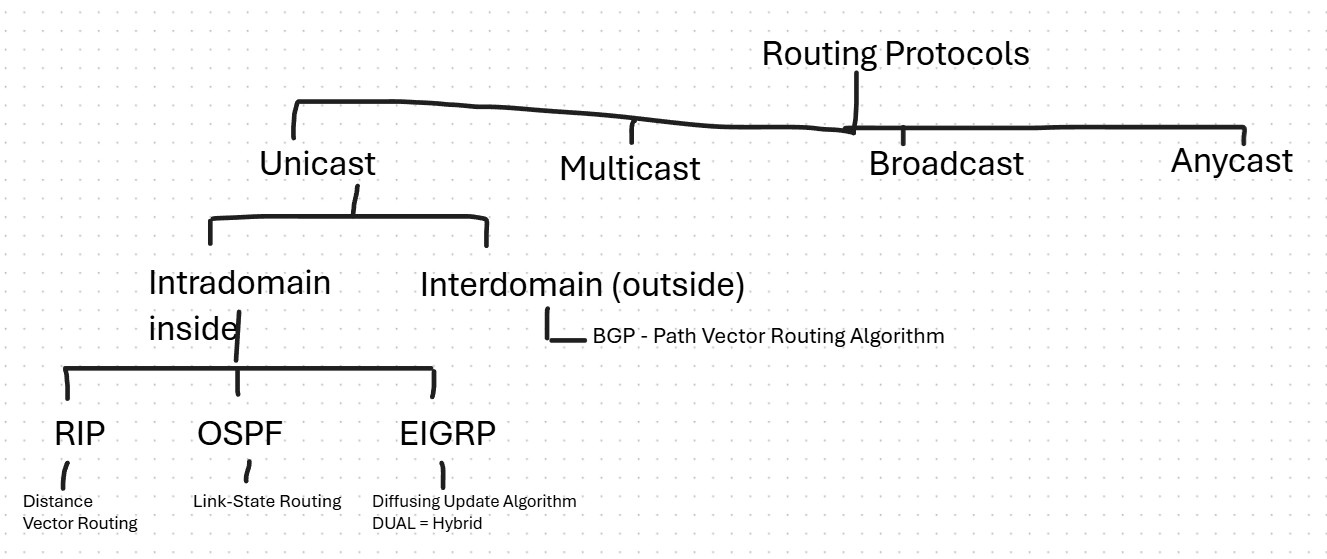 Routing Protocols
Unicast
Multicast
Broadcast
Anycast
Intradomain
inside
Interdomain (outside)
BGP - Path Vector Routing Algorithm
RIP
OSPF
EIGRP
Distance
Vector Routing
Link-State Routing
Diffusing Update Algorithm
DUAL = Hybrid